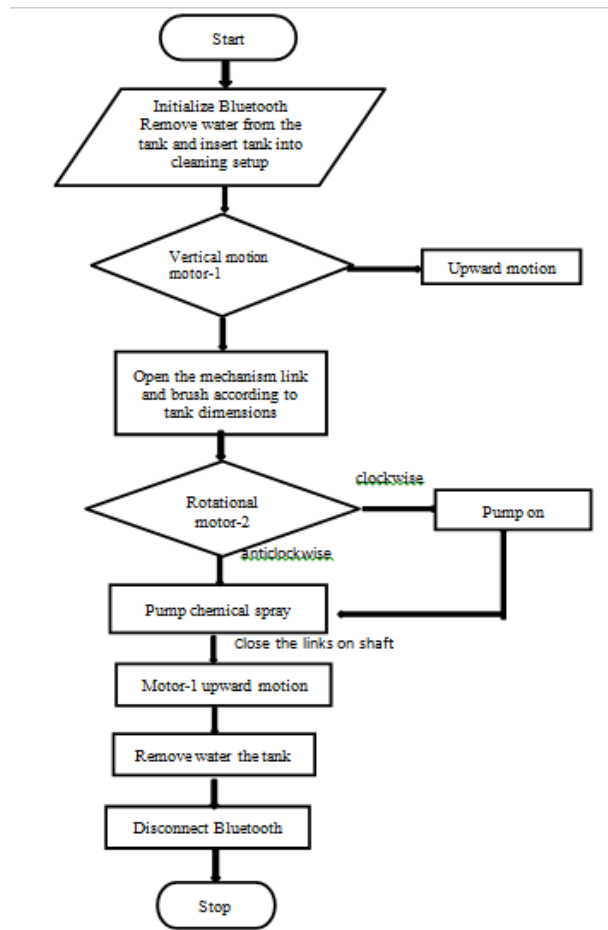 Start
Initialize Bluetooth
Remove water from the
tank and insert tank into
cleaning setup
Vertical motion
motor-1
Upward motion
Open the mechanism link
and brush according to
tank dimensions
clockwise
Rotational
motor-2
Pump on
anticlockwise
Pump chemical spray
Close the links on shaft
Motor-1 upward motion
Remove water the tank
Disconnect Bluetooth
Stop